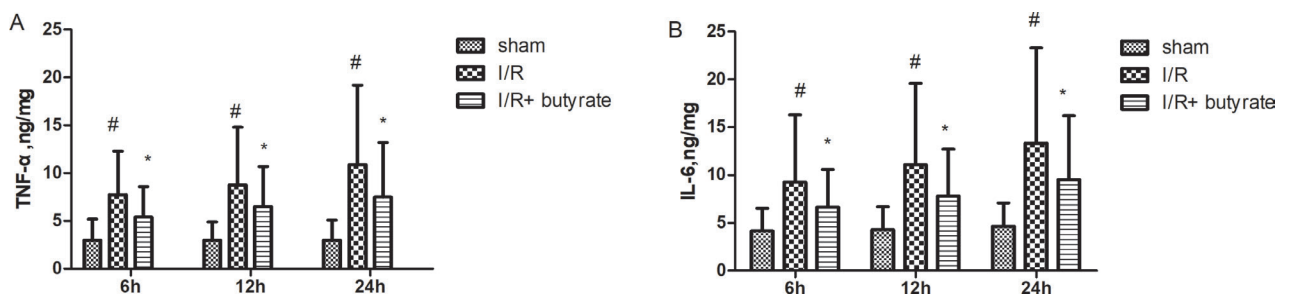 A
TNF-α ,ng/mg
25
20
15
10
5
0
#
*
#
*
#
*
6h
12h
24h
sham
I/R
I/R+ butyrate
B
IL-6,ng/mg
25
20
15
10
5
0
#
*
#
*
#
*
6h
12h
24h
sham
I/R
I/R+ butyrate